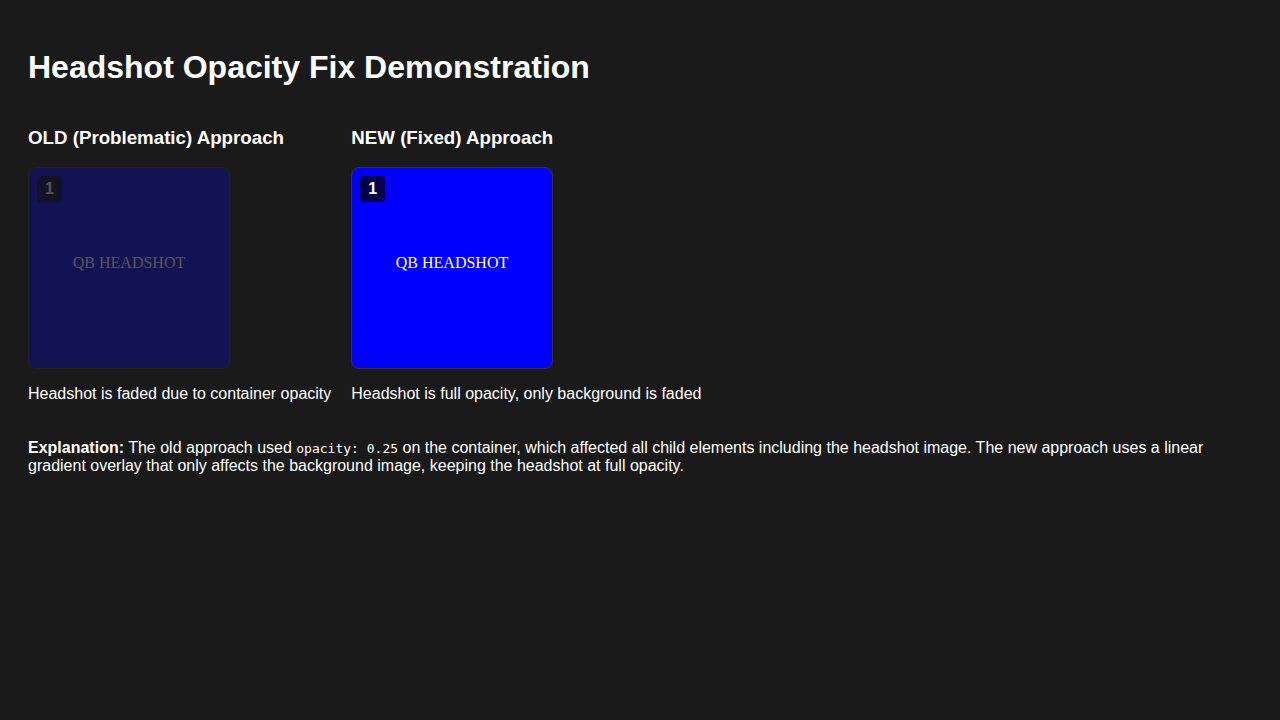 Headshot Opacity Fix Demonstration
OLD (Problematic) Approach
1
QB HEADSHOT
Headshot is faded due to container opacity
NEW (Fixed) Approach
1
QB HEADSHOT
Headshot is full opacity, only background is faded
Explanation: The old approach used opacity: 0.25 on the container, which affected all child elements including the headshot image. The new approach uses a linear
gradient overlay that only affects the background image, keeping the headshot at full opacity.